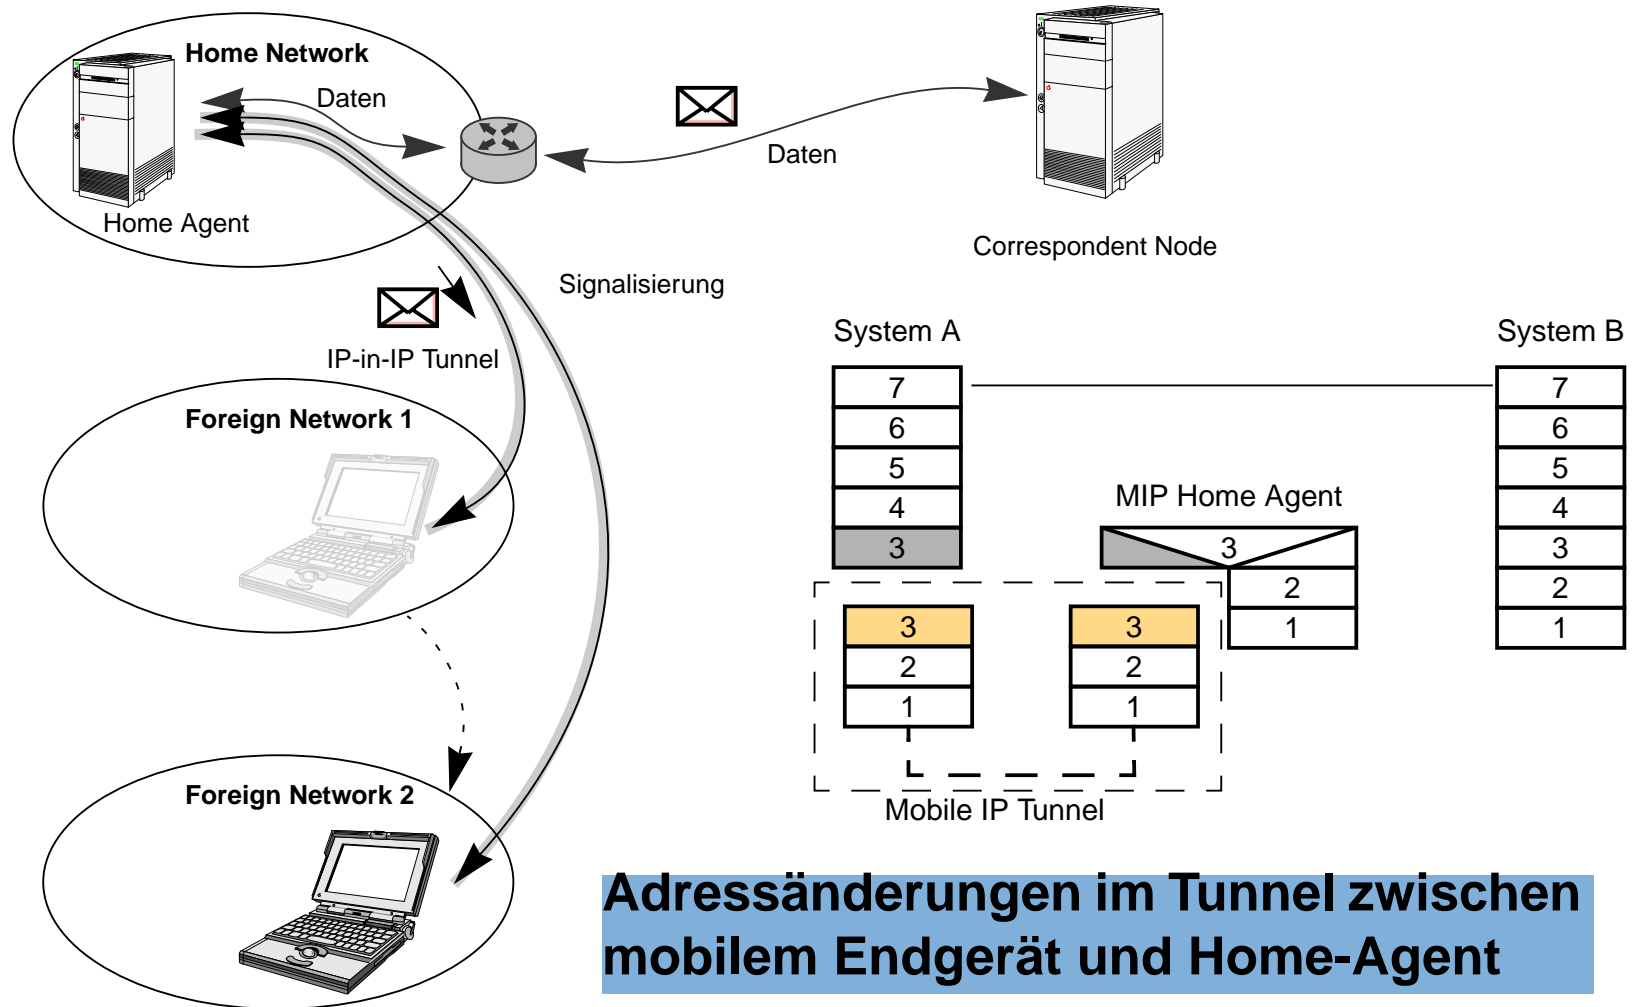 Home Network
Daten
Home Agent
Daten
Correspondent Node
Signalisierung
IP-in-IP Tunnel
Foreign Network 1
Foreign Network 2
System A
System B
7
6
5
4
3
MIP Home Agent
3
2
1
7
6
5
4
3
2
1
3
2
1
3
2
1
Mobile IP Tunnel
Adressänderungen im Tunnel zwischen
mobilem Endgerät und Home-Agent